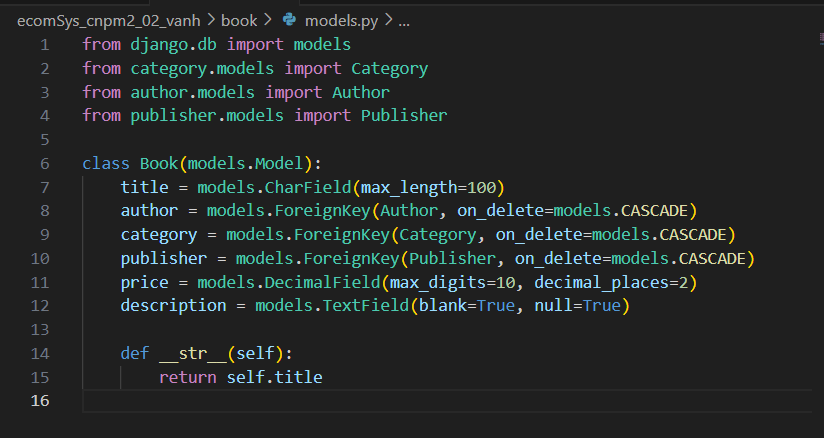 ecomSys_cnpm2_02_vanh > book > models.py > ...
1 from django.db import models
2 from category.models import Category
3 from author.models import Author
4 from publisher.models import Publisher
5
6 class Book(models.Model):
7     title = models.CharField(max_length=100)
8     author = models.ForeignKey(Author, on_delete=models.CASCADE)
9     category = models.ForeignKey(Category, on_delete=models.CASCADE)
10     publisher = models.ForeignKey(Publisher, on_delete=models.CASCADE)
11     price = models.DecimalField(max_digits=10, decimal_places=2)
12     description = models.TextField(blank=True, null=True)
13
14     def __str__(self):
15         return self.title
16